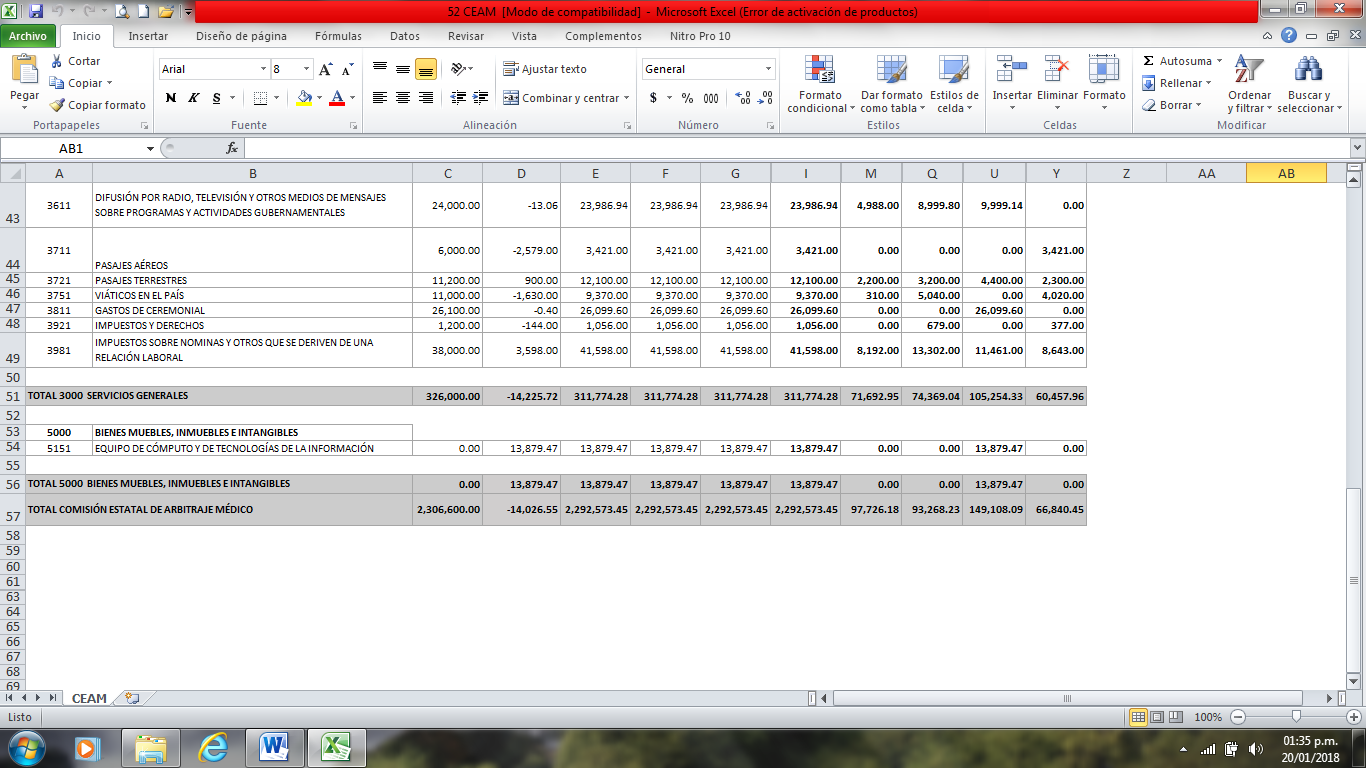 52 CEAM [Modo de compatibilidad] - Microsoft Excel (Error de activación de productos)
Archivo Inicio Insertar Diseño de página Fórmulas Datos Revisar Vista Complementos Nitro Pro 10
Pegar
Cortar
Copiar
Copiar formato
Portapapeles
Arial 8
N K S
Fuente
Ajustar texto
Combinar y centrar
Alineación
General
$ % 000
Número
Formato condicional
Dar formato como tabla
Estilos de celda
Estilos
Insertar Eliminar Formato
Celdas
Σ Autosuma
Rellenar
Borrar
Ordenar y filtrar
Buscar y seleccionar
Modificar
AB1 fx
A B C D E F G I M Q U Y Z AA AB
43 3611 DIFUSIÓN POR RADIO, TELEVISIÓN Y OTROS MEDIOS DE MENSAJES SOBRE PROGRAMAS Y ACTIVIDADES GUBERNAMENTALES 24,000.00 -13.06 23,986.94 23,986.94 23,986.94 23,986.94 4,988.00 8,999.80 9,999.14 0.00
44 3711 PASAJES AÉREOS 6,000.00 -2,579.00 3,421.00 3,421.00 3,421.00 3,421.00 0.00 0.00 0.00 3,421.00
45 3721 PASAJES TERRESTRES 11,200.00 900.00 12,100.00 12,100.00 12,100.00 12,100.00 2,200.00 3,200.00 4,400.00 2,300.00
46 3751 VIÁTICOS EN EL PAÍS 11,000.00 -1,630.00 9,370.00 9,370.00 9,370.00 9,370.00 310.00 5,040.00 0.00 4,020.00
47 3811 GASTOS DE CEREMONIAL 26,100.00 -0.40 26,099.60 26,099.60 26,099.60 26,099.60 0.00 0.00 26,099.60 0.00
48 3921 IMPUESTOS Y DERECHOS 1,200.00 -144.00 1,056.00 1,056.00 1,056.00 1,056.00 0.00 679.00 0.00 377.00
49 3981 IMPUESTOS SOBRE NOMINAS Y OTROS QUE SE DERIVEN DE UNA RELACIÓN LABORAL 38,000.00 3,598.00 41,598.00 41,598.00 41,598.00 41,598.00 8,192.00 13,302.00 11,461.00 8,643.00
50
51 TOTAL 3000 SERVICIOS GENERALES 326,000.00 -14,225.72 311,774.28 311,774.28 311,774.28 311,774.28 71,692.95 74,369.04 105,254.33 60,457.96
52
53 5000 BIENES MUEBLES, INMUEBLES E INTANGIBLES
54 5151 EQUIPO DE CÓMPUTO Y DE TECNOLOGÍAS DE LA INFORMACIÓN 0.00 13,879.47 13,879.47 13,879.47 13,879.47 13,879.47 0.00 0.00 13,879.47 0.00
55
56 TOTAL 5000 BIENES MUEBLES, INMUEBLES E INTANGIBLES 0.00 13,879.47 13,879.47 13,879.47 13,879.47 13,879.47 0.00 0.00 13,879.47 0.00
57 TOTAL COMISIÓN ESTATAL DE ARBITRAJE MÉDICO 2,306,600.00 -14,026.55 2,292,573.45 2,292,573.45 2,292,573.45 2,292,573.45 97,726.18 93,268.23 149,108.09 66,840.45
58
59
60
61
63
64
65
66
67
68
69
CEAM
Listo 100%
01:35 p.m.
20/01/2018